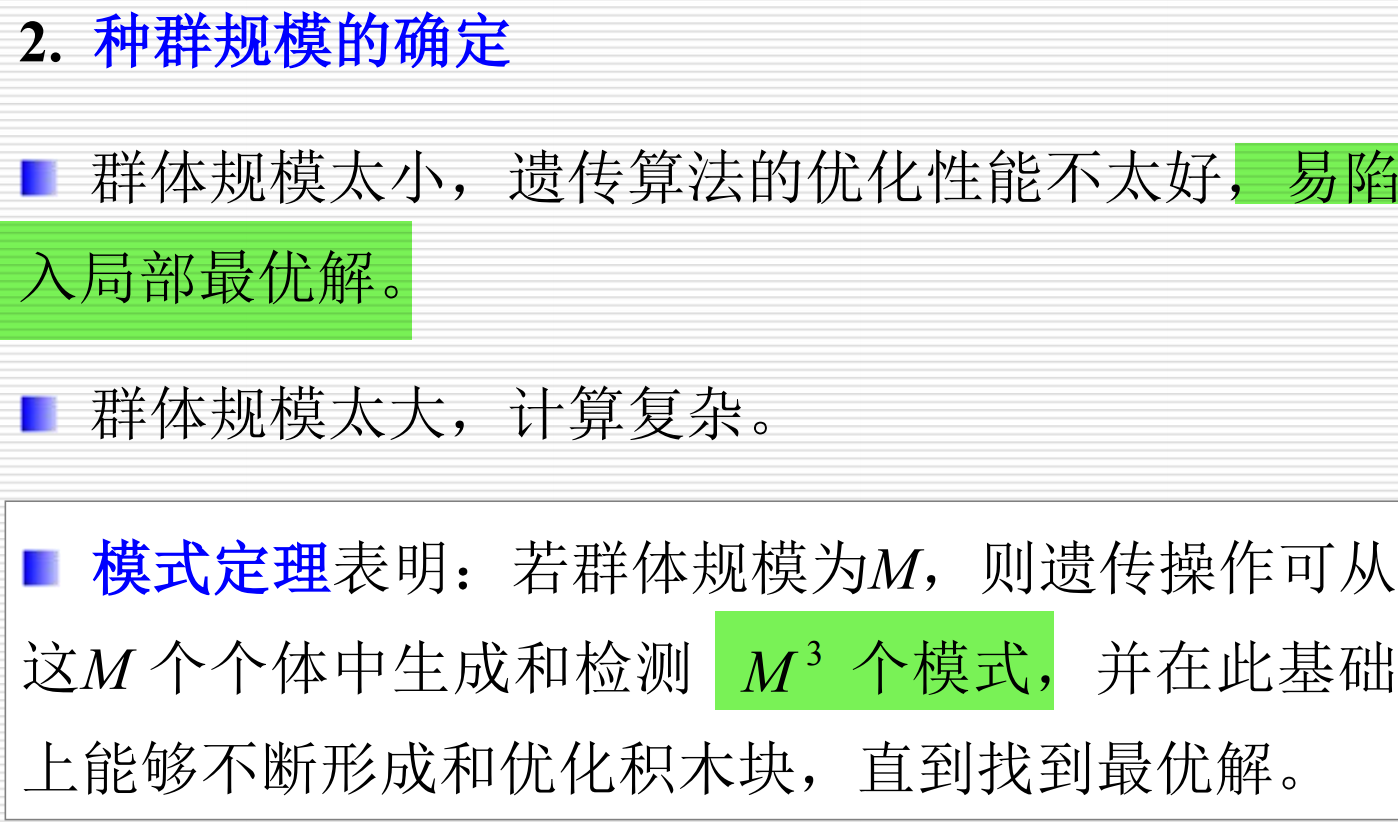 2. 种群规模的确定
群体规模太小，遗传算法的优化性能不太好，易陷
入局部最优解。
群体规模太大，计算复杂。
模式定理表明：若群体规模为M，则遗传操作可从
这M 个个体中生成和检测 M³ 个模式，并在此基础
上能够不断形成和优化积木块，直到找到最优解。